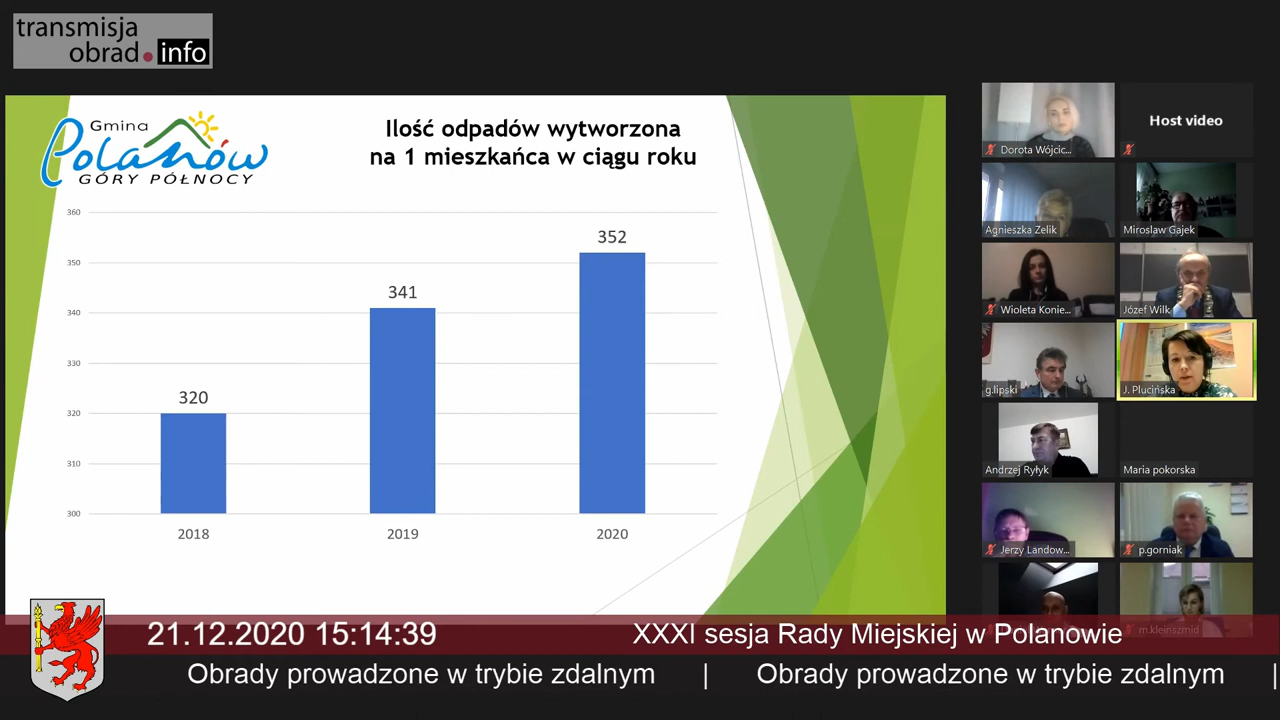 transmisja
obrad.info
Gmina
Polanów
GÓRY PÓŁNOCY
Ilość odpadów wytworzona
na 1 mieszkańca w ciągu roku
360
350
340
330
320
310
300
320
341
352
2018
2019
2020
Dorota Wójcic...
Host video
Agnieszka Zelik
Miroslaw Gajek
Wioleta Konie...
Józef Wilk
g.lipski
J. Plucińska
Andrzej Ryłyk
Maria pokorska
Jerzy Landow...
p.gorniak
m.kleinszmid
21.12.2020 15:14:39
XXXI sesja Rady Miejskiej w Polanowie
Obrady prowadzone w trybie zdalnym | Obrady prowadzone w trybie zdalnym |